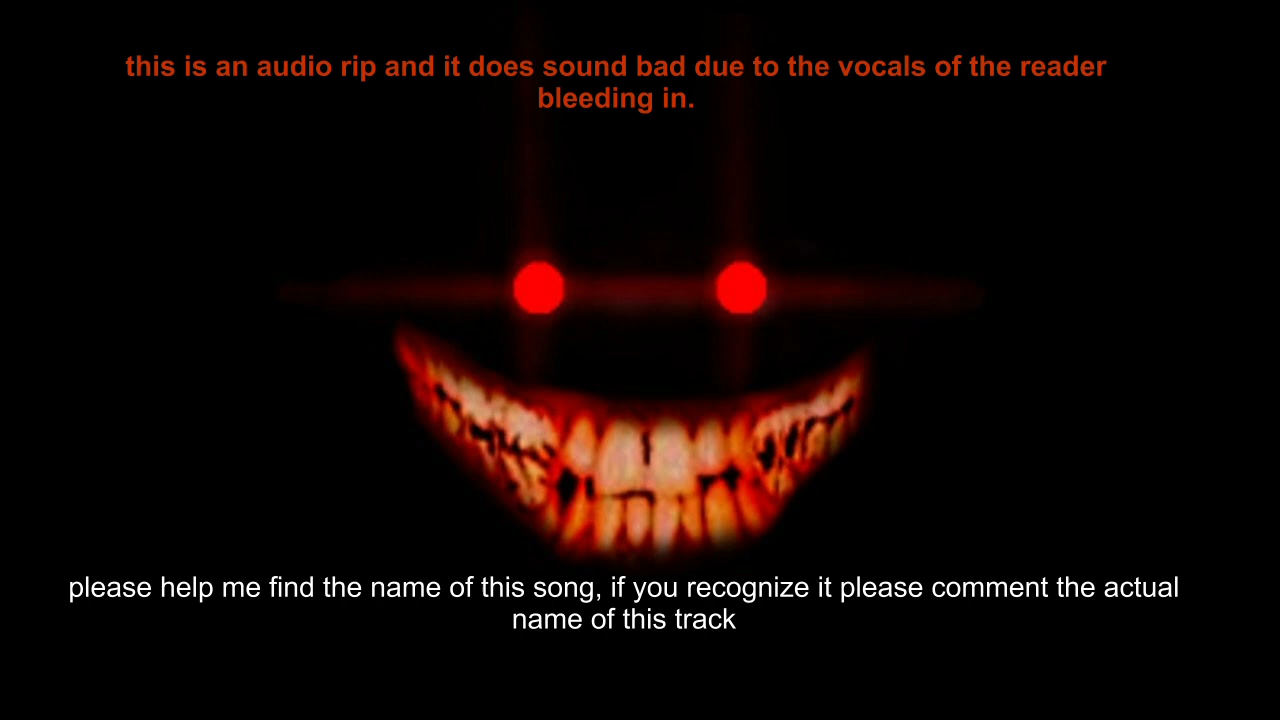 this is an audio rip and it does sound bad due to the vocals of the reader
bleeding in.
please help me find the name of this song, if you recognize it please comment the actual
name of this track